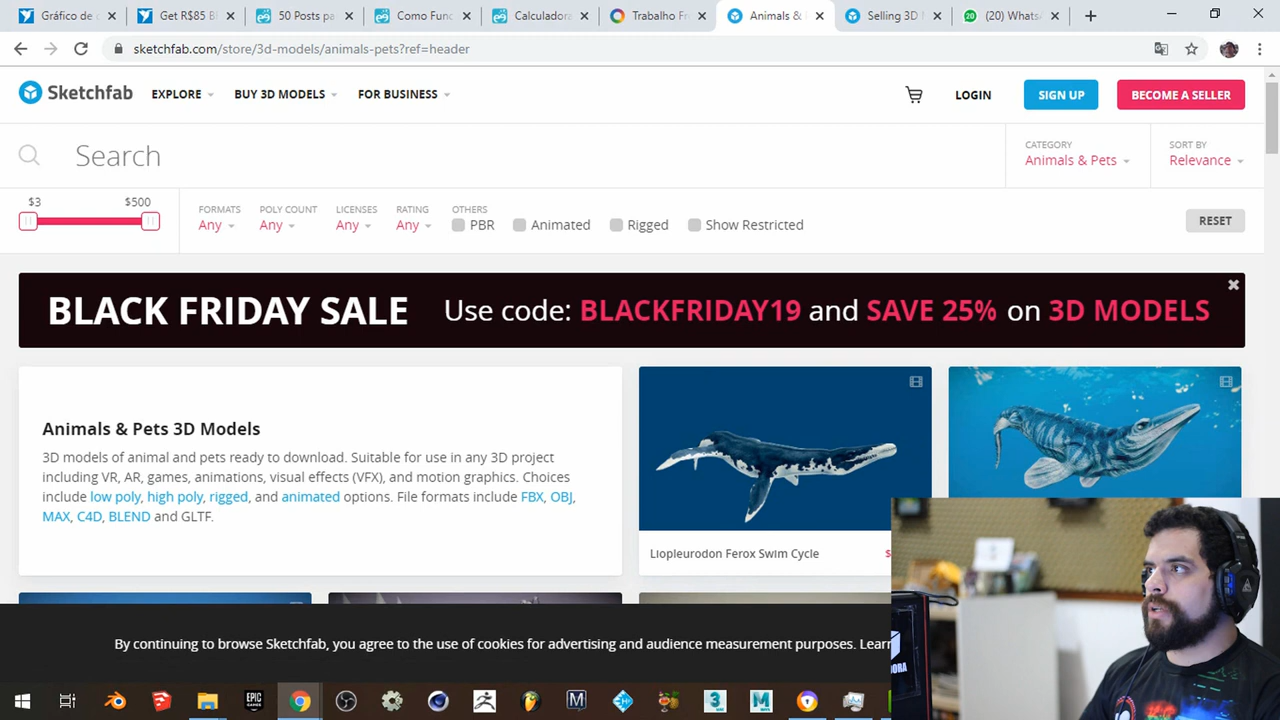 Gráfico de c
Get R$85 Bi
50 Posts pa
Como Func
Calculadora
Trabalho Fr
Animals &
Selling 3D
(20) Whats
sketchfab.com/store/3d-models/animals-pets?ref=header
Sketchfab
EXPLORE
BUY 3D MODELS
FOR BUSINESS
LOGIN
SIGN UP
BECOME A SELLER
Search
CATEGORY
Animals & Pets
SORT BY
Relevance
$3
$500
FORMATS
Any
POLY COUNT
Any
LICENSES
Any
RATING
Any
OTHERS
PBR
Animated
Rigged
Show Restricted
RESET
BLACK FRIDAY SALE Use code: BLACKFRIDAY19 and SAVE 25% on 3D MODELS
Animals & Pets 3D Models
3D models of animal and pets ready to download. Suitable for use in any 3D project
including VR, AR, games, animations, visual effects (VFX), and motion graphics. Choices
include low poly, high poly, rigged, and animated options. File formats include FBX, OBJ,
MAX, C4D, BLEND and GLTF.
Liopleurodon Ferox Swim Cycle
By continuing to browse Sketchfab, you agree to the use of cookies for advertising and audience measurement purposes. Lear
EPIC
GAMES